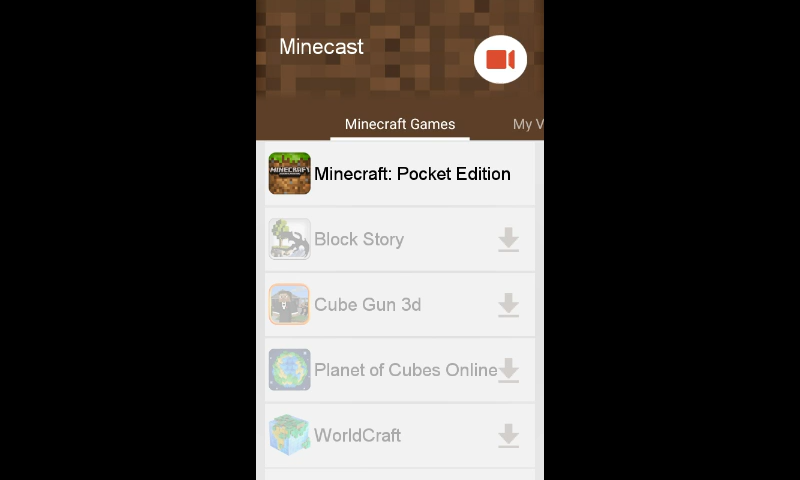 Minecast
Minecraft Games
My V
MINECRAFT
Minecraft: Pocket Edition
Block Story
Cube Gun 3d
Planet of Cubes Online
WorldCraft